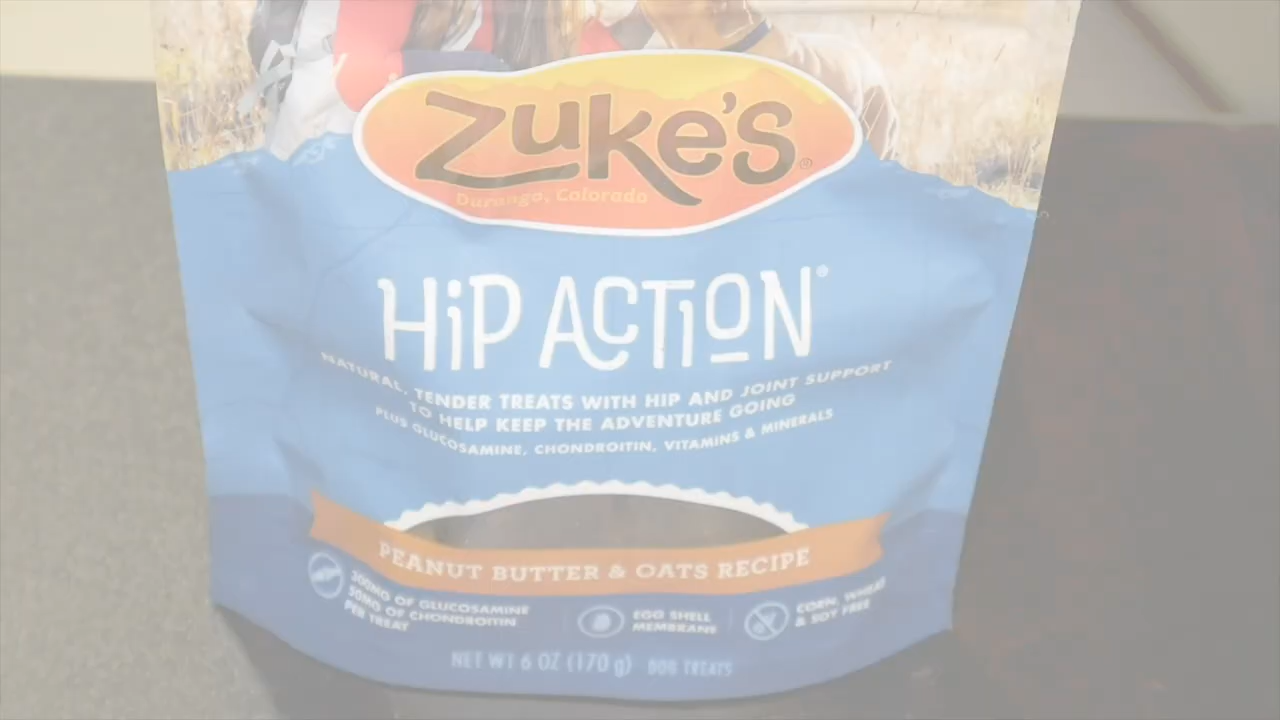 Zuke's®
Durango, Colorado
HiP ACTiON®
NATURAL, TENDER TREATS WITH HIP AND JOINT SUPPORT
TO HELP KEEP THE ADVENTURE GOING
PLUS GLUCOSAMINE, CHONDROITIN, VITAMINS & MINERALS
PEANUT BUTTER & OATS RECIPE
300MG OF GLUCOSAMINE
50MG OF CHONDROITIN
PER TREAT
EGG SHELL
MEMBRANE
CORN, WHEAT
& SOY FREE
NET WT 6 OZ (170 g) DOG TREATS